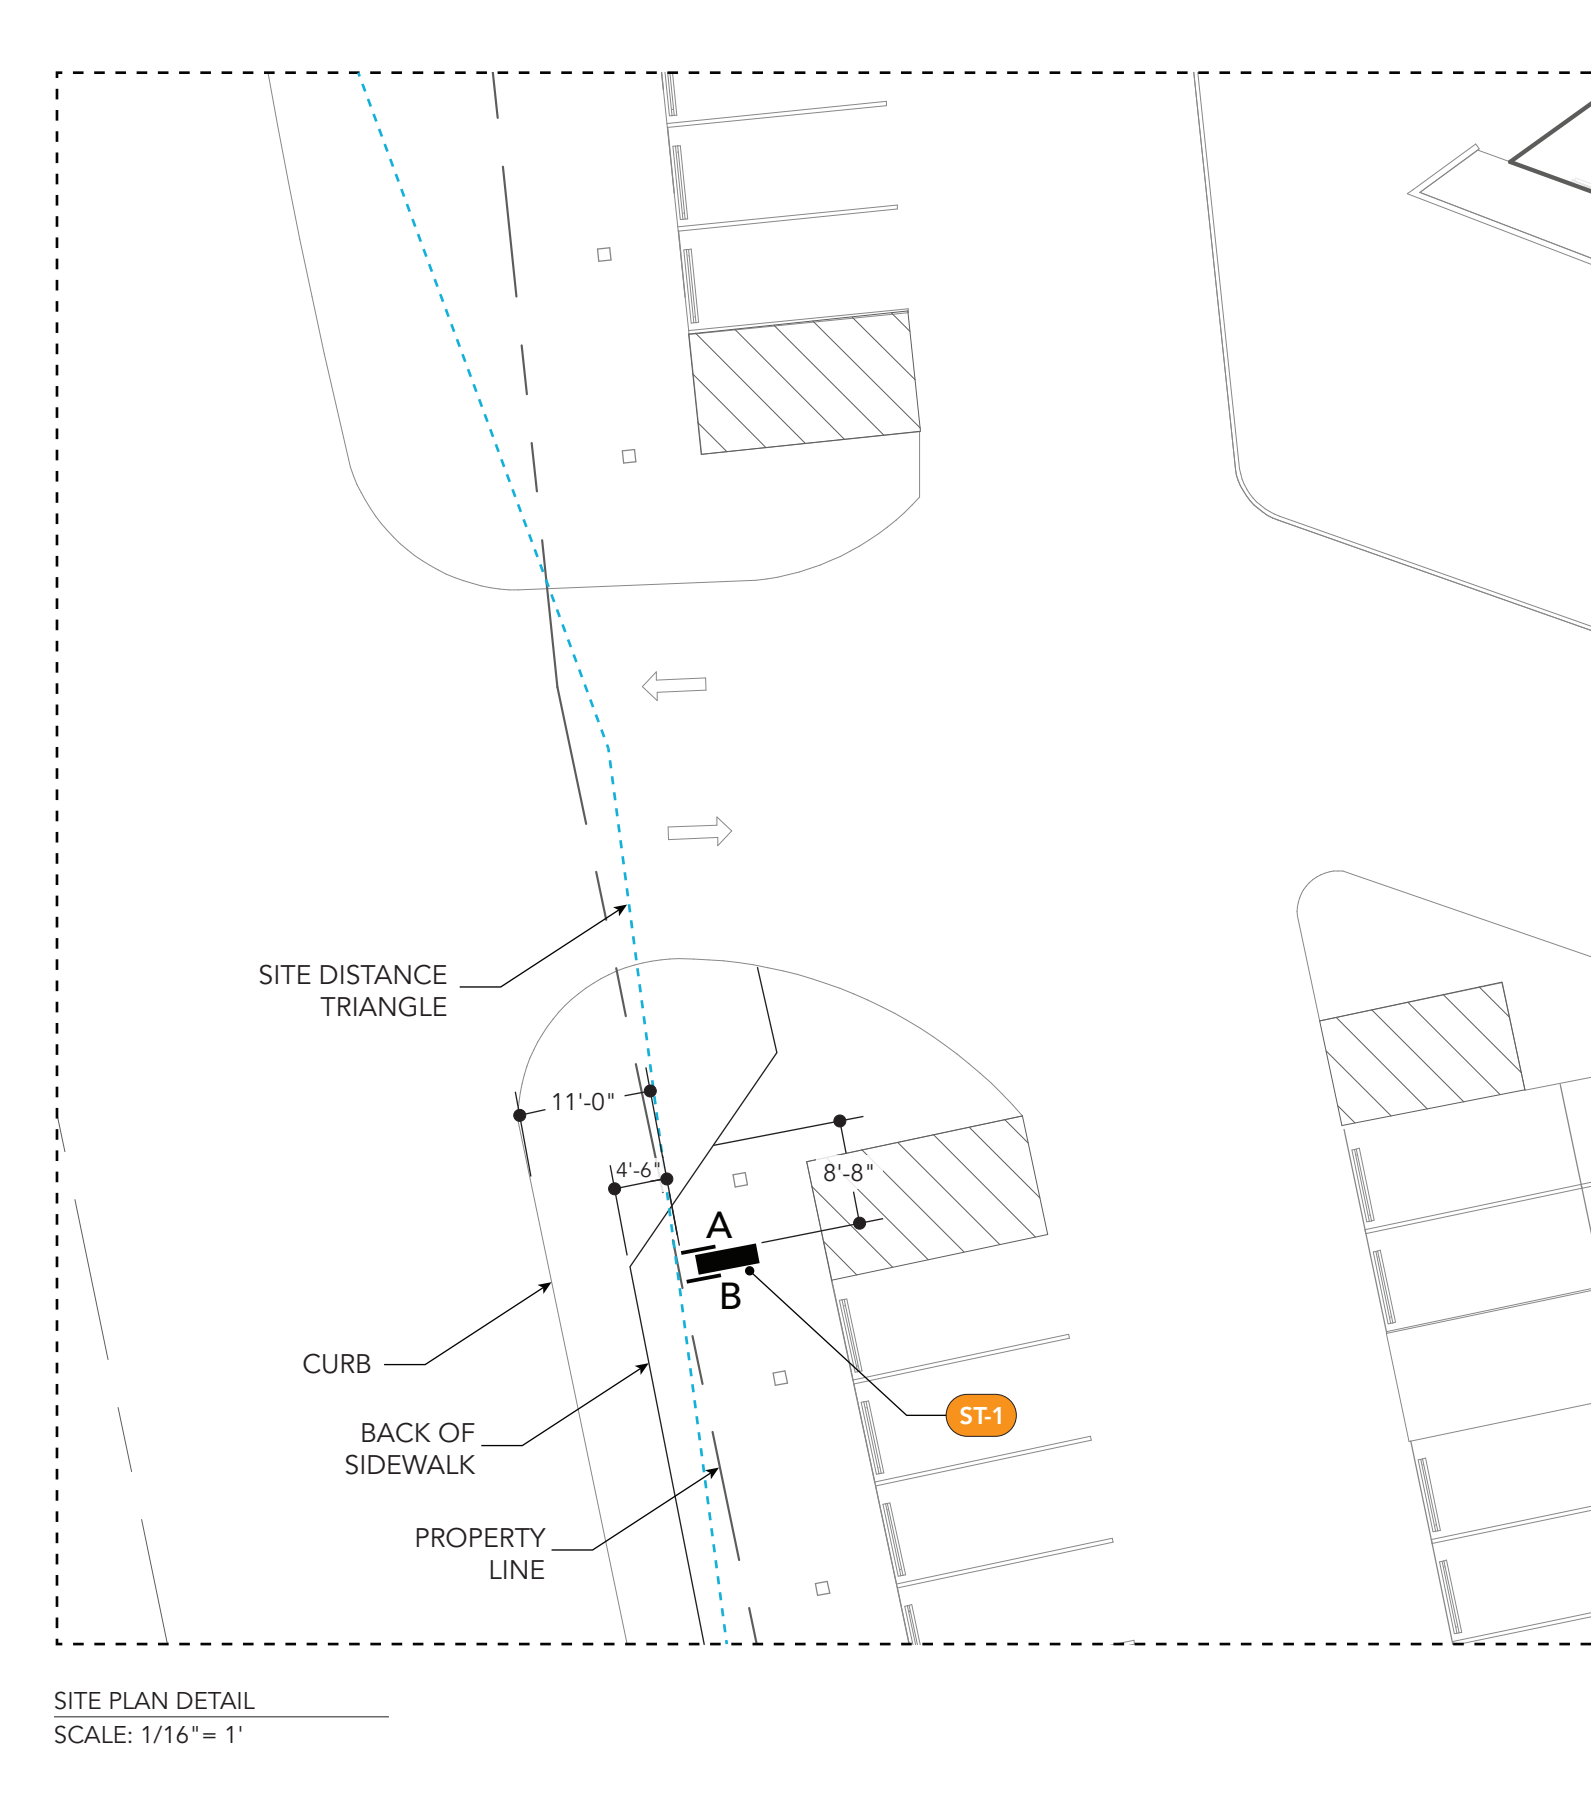 SITE DISTANCE
TRIANGLE
11'-0"
4'-6"
8'-8"
A
B
CURB
ST-1
BACK OF
SIDEWALK
PROPERTY
LINE
SITE PLAN DETAIL
SCALE: 1/16"= 1'